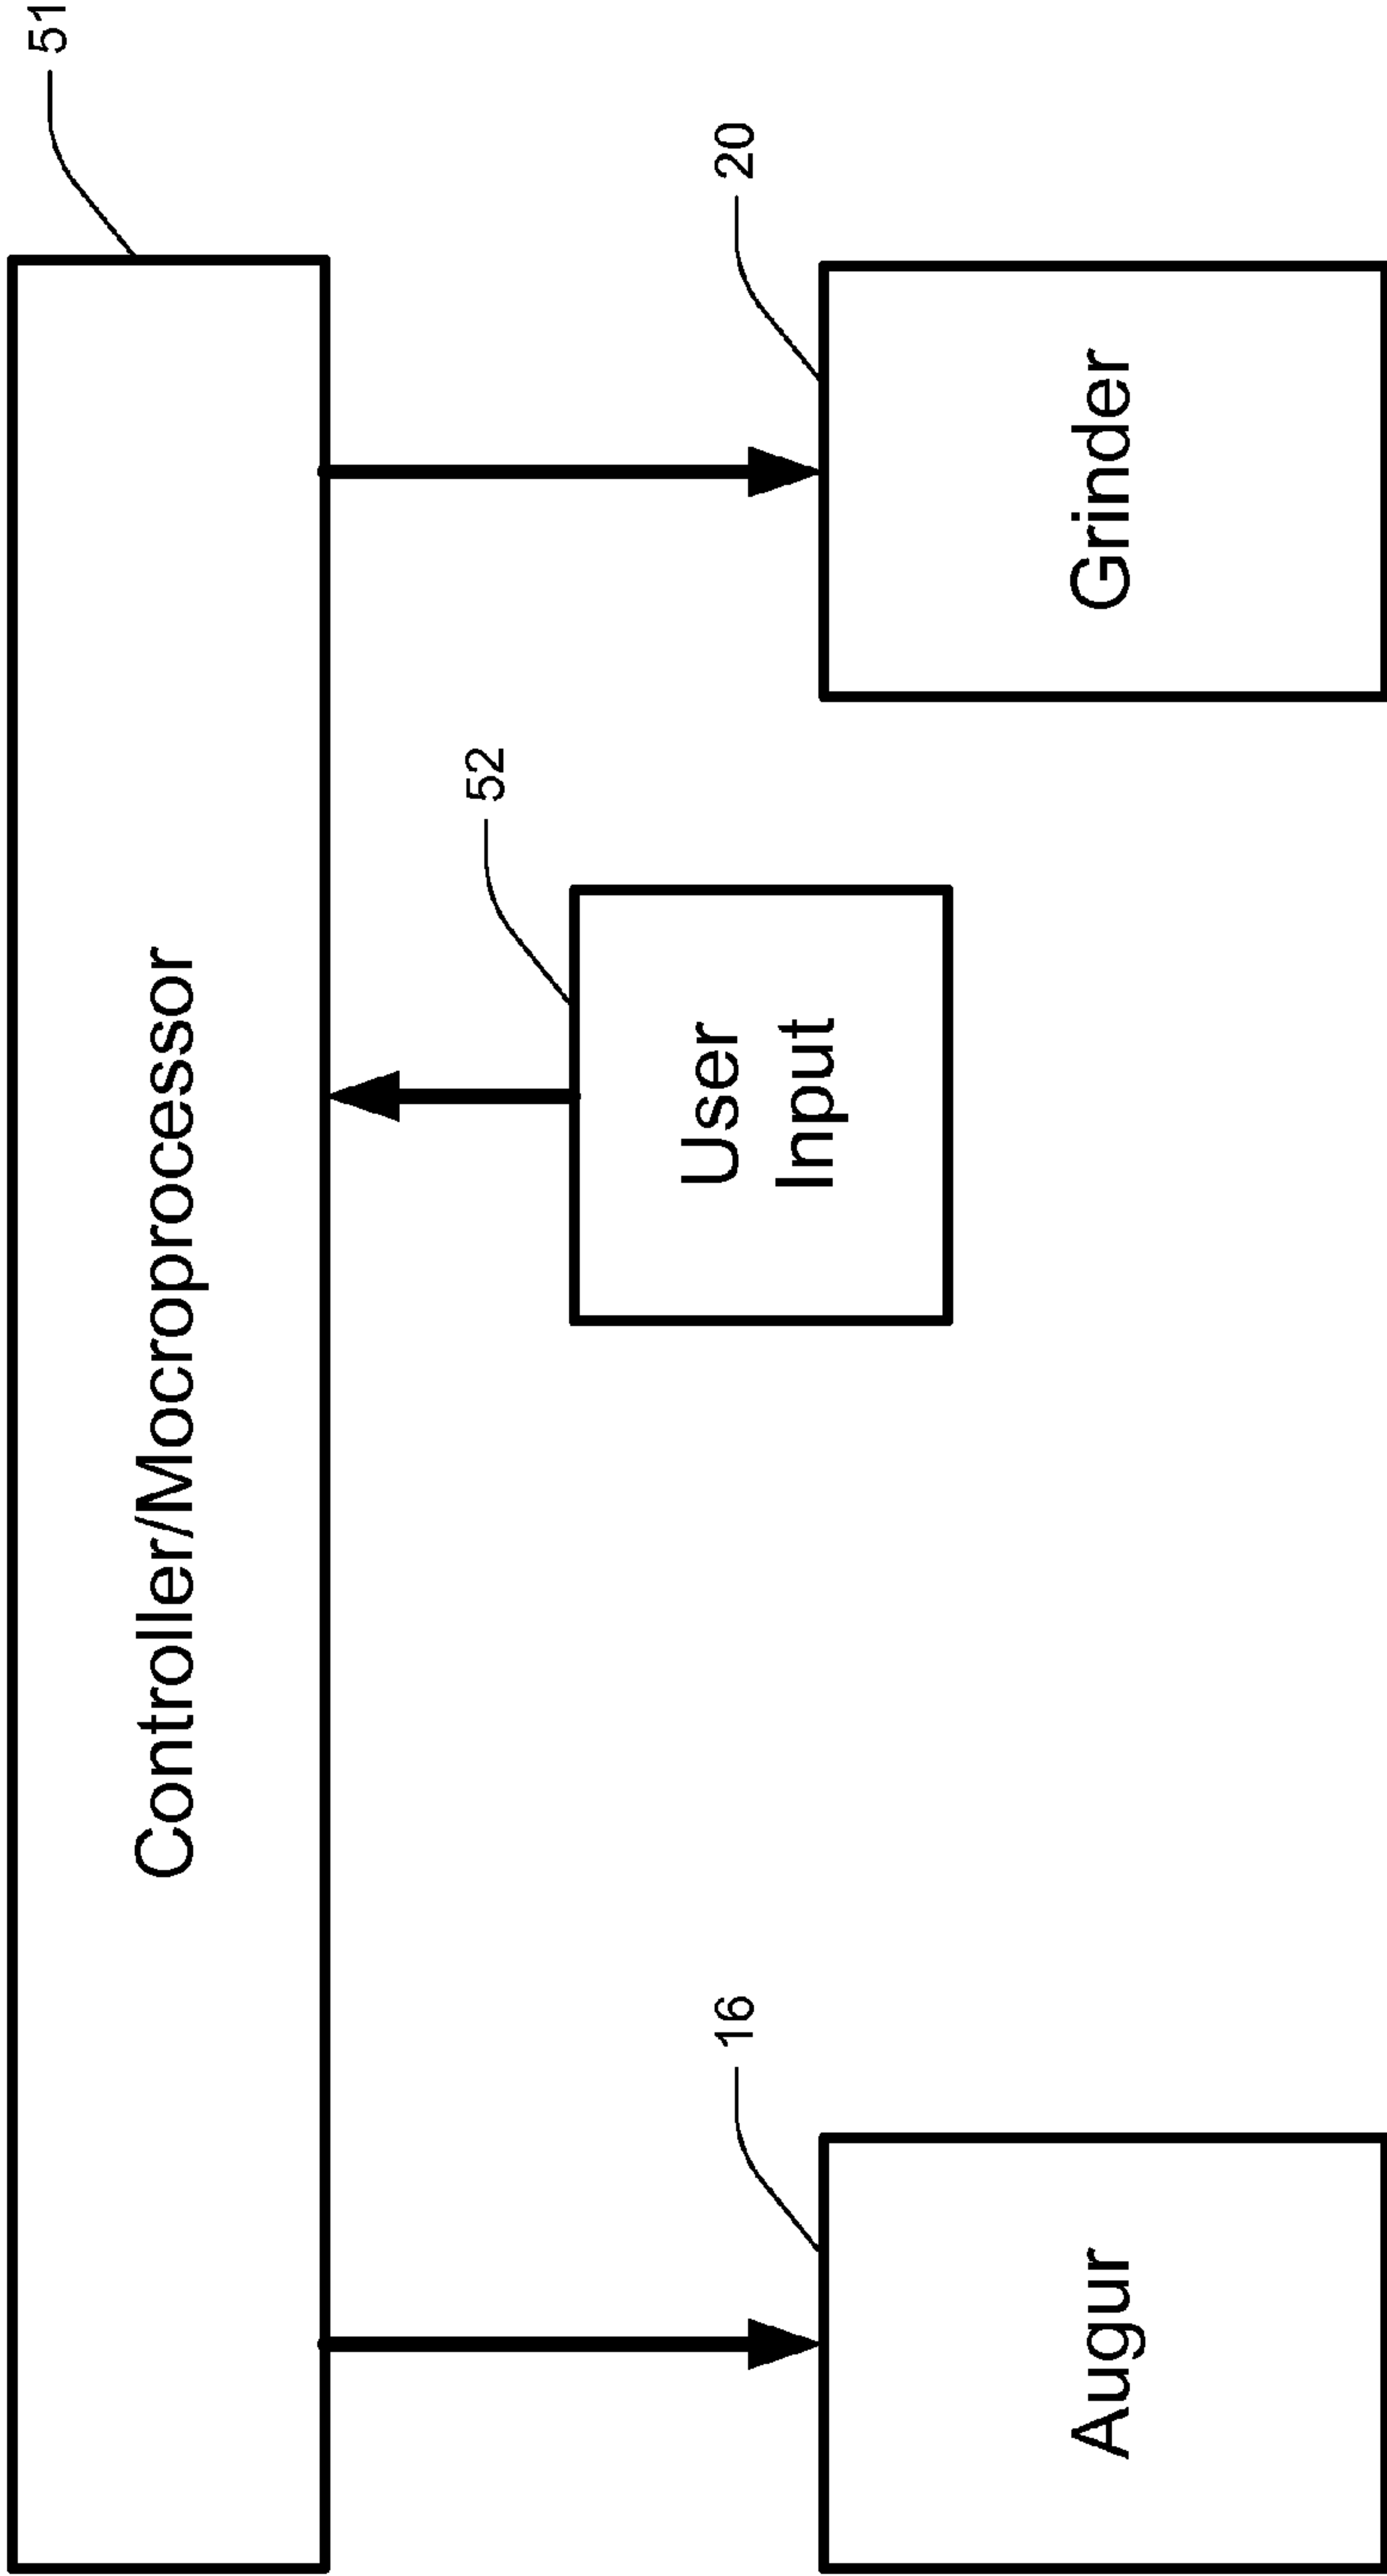 Controller/Mocroprocessor
51
User
Input
52
Augur
16
Grinder
20